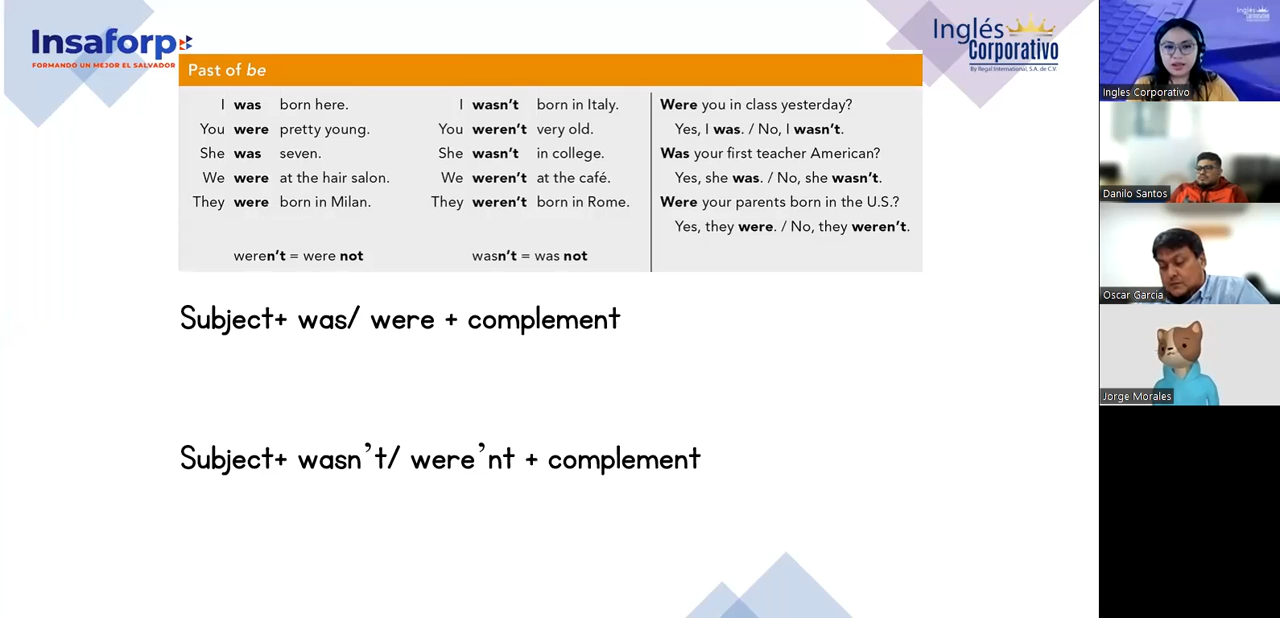 Insaforp
FORMANDO UN MEJOR EL SALVADOR
Inglés
Corporativo
By Regal International, S.A. de C.V.
Past of be
I was born here.
You were pretty young.
She was seven.
We were at the hair salon.
They were born in Milan.
weren't = were not
I wasn't born in Italy.
You weren't very old.
She wasn't in college.
We weren't at the café.
They weren't born in Rome.
wasn't = was not
Were you in class yesterday?
Yes, I was. / No, I wasn't.
Was your first teacher American?
Yes, she was. / No, she wasn't.
Were your parents born in the U.S.?
Yes, they were. / No, they weren't.
Subject+ was/ were + complement
Subject+ wasn't/ were'nt + complement
Inglés
Ingles Corporativo
Danilo Santos
Oscar García
Jorge Morales